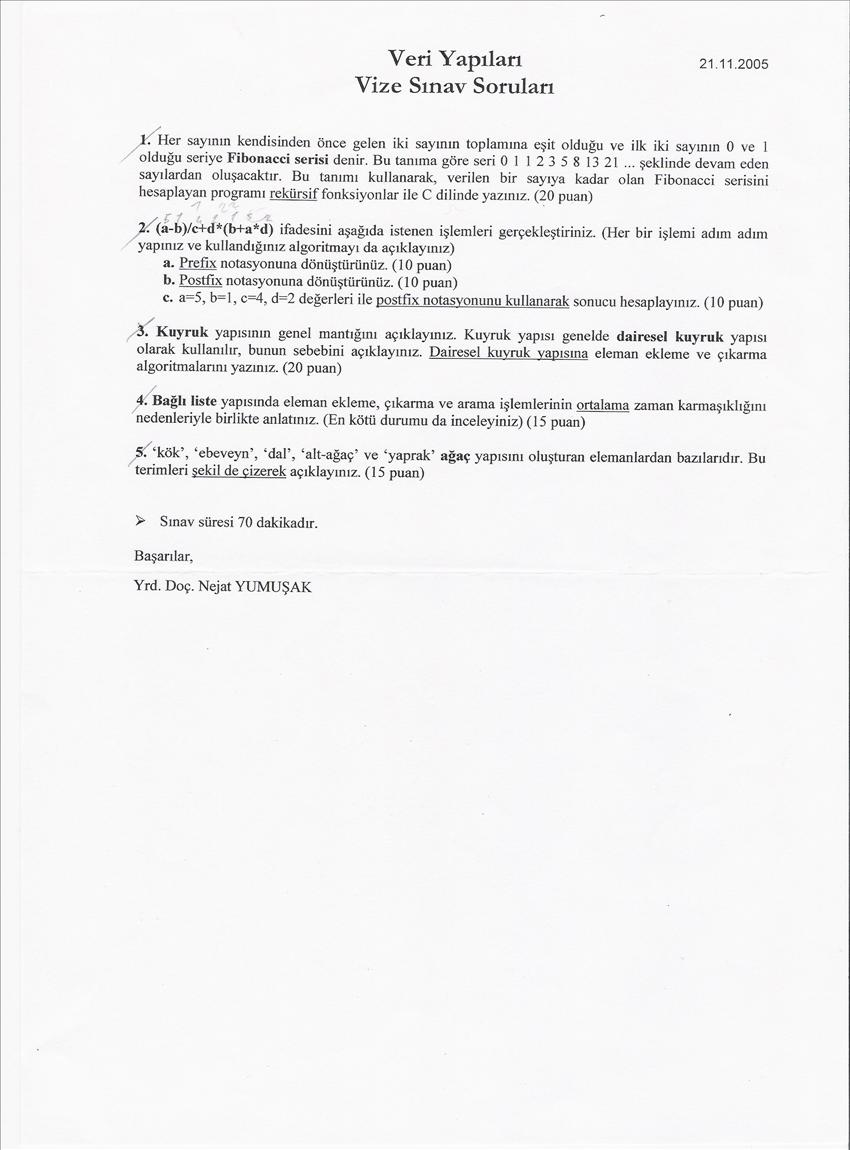 Veri Yapıları
21.11.2005
Vize Sınav Soruları
1. Her sayının kendisinden önce gelen iki sayının toplamına eşit olduğu ve ilk iki sayının 0 ve 1
olduğu seriye Fibonacci serisi denir. Bu tanıma göre seri 0 1 1 2 3 5 8 13 21 ... şeklinde devam eden
sayılardan oluşacaktır. Bu tanımı kullanarak, verilen bir sayıya kadar olan Fibonacci serisini
hesaplayan programı rekürsif fonksiyonlar ile C dilinde yazınız. (20 puan)
2. (a-b)/c+d*(b+a*d) ifadesini aşağıda istenen işlemleri gerçekleştiriniz. (Her bir işlemi adım adım
yapınız ve kullandığınız algoritmayı da açıklayınız)
a. Prefix notasyonuna dönüştürünüz. (10 puan)
b. Postfix notasyonuna dönüştürünüz. (10 puan)
c. a=5, b=1, c=4, d=2 değerleri ile postfix notasyonunu kullanarak sonucu hesaplayınız. (10 puan)
3. Kuyruk yapısının genel mantığını açıklayınız. Kuyruk yapısı genelde dairesel kuyruk yapısı
olarak kullanılır, bunun sebebini açıklayınız. Dairesel kuyruk yapısına eleman ekleme ve çıkarma
algoritmalarını yazınız. (20 puan)
4. Bağlı liste yapısında eleman ekleme, çıkarma ve arama işlemlerinin ortalama zaman karmaşıklığını
nedenleriyle birlikte anlatınız. (En kötü durumu da inceleyiniz) (15 puan)
5. ‘kök’, ‘ebeveyn’, ‘dal’, ‘alt-ağaç’ ve ‘yaprak’ ağaç yapısını oluşturan elemanlardan bazılarıdır. Bu
terimleri şekil de çizerek açıklayınız. (15 puan)
➢ Sınav süresi 70 dakikadır.
Başarılar,
Yrd. Doç. Nejat YUMUŞAK